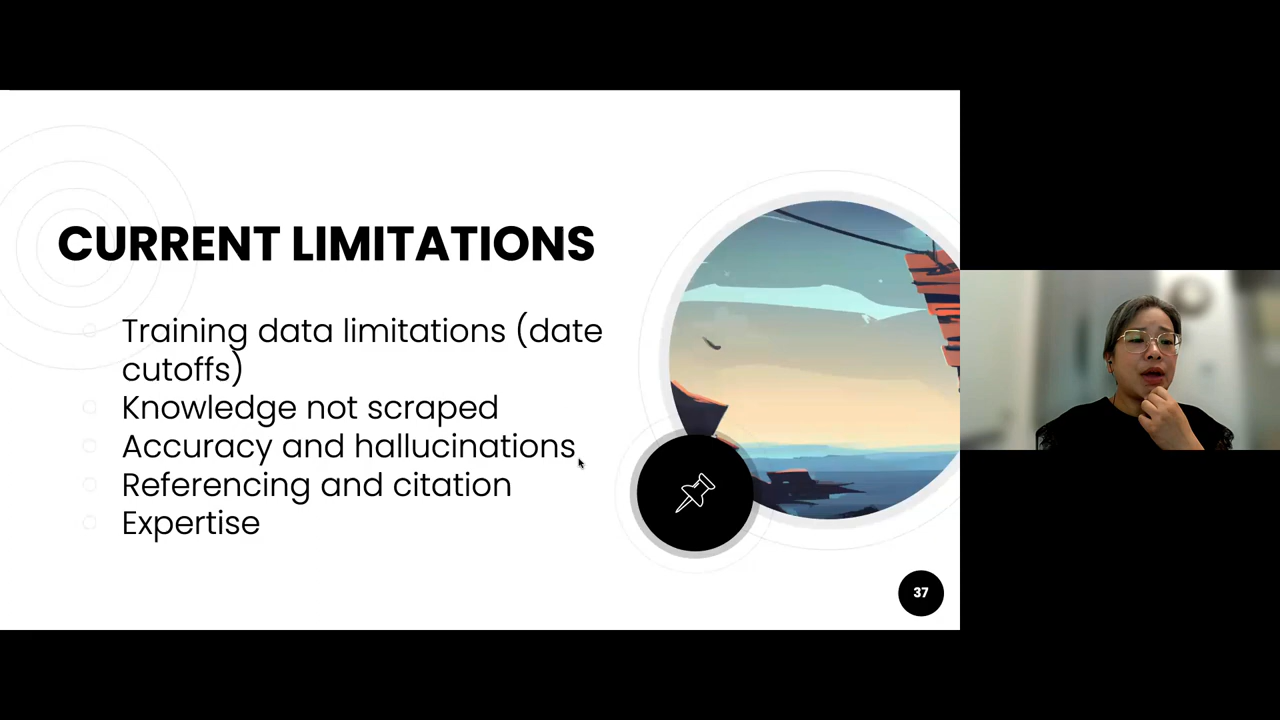 CURRENT LIMITATIONS
Training data limitations (date
cutoffs)
Knowledge not scraped
Accuracy and hallucinations
Referencing and citation
Expertise
37